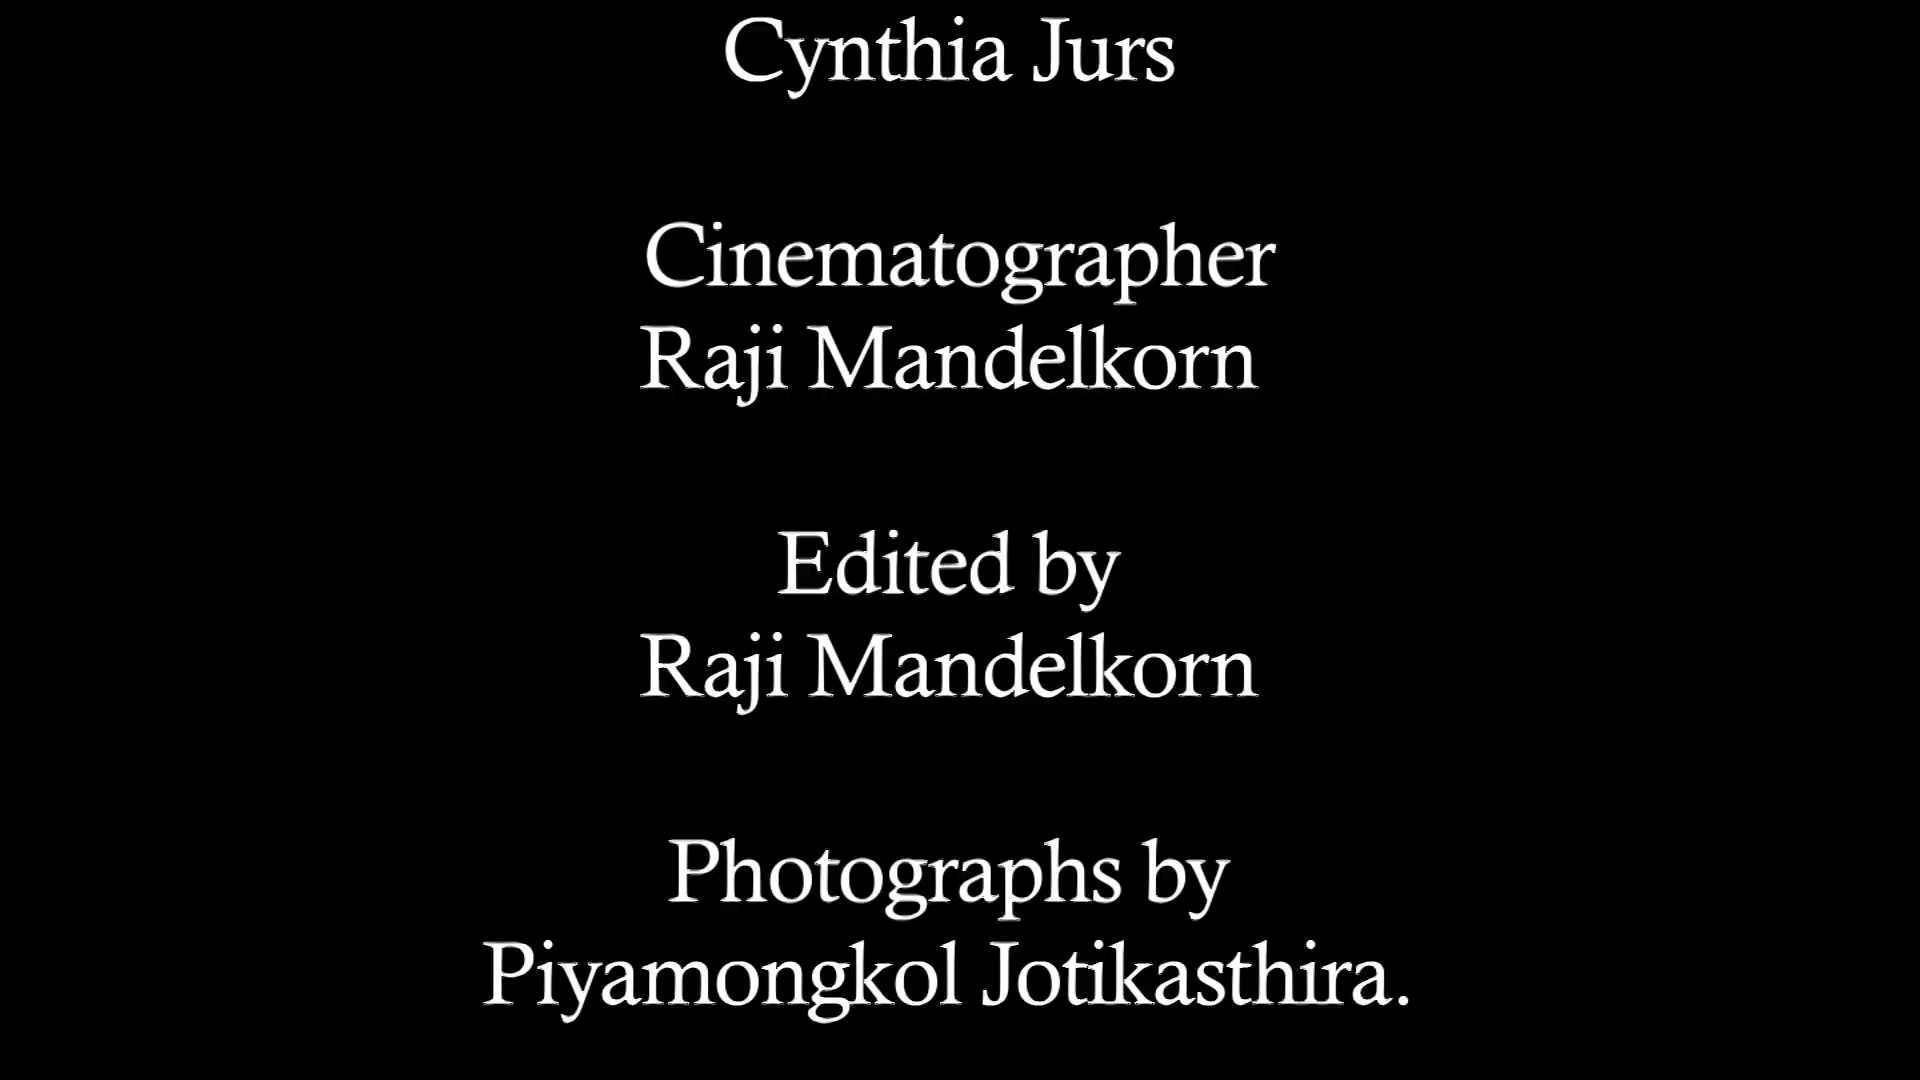 Cynthia Jurs
Cinematographer
Raji Mandelkorn
Edited by
Raji Mandelkorn
Photographs by
Piyamongkol Jotikasthira.